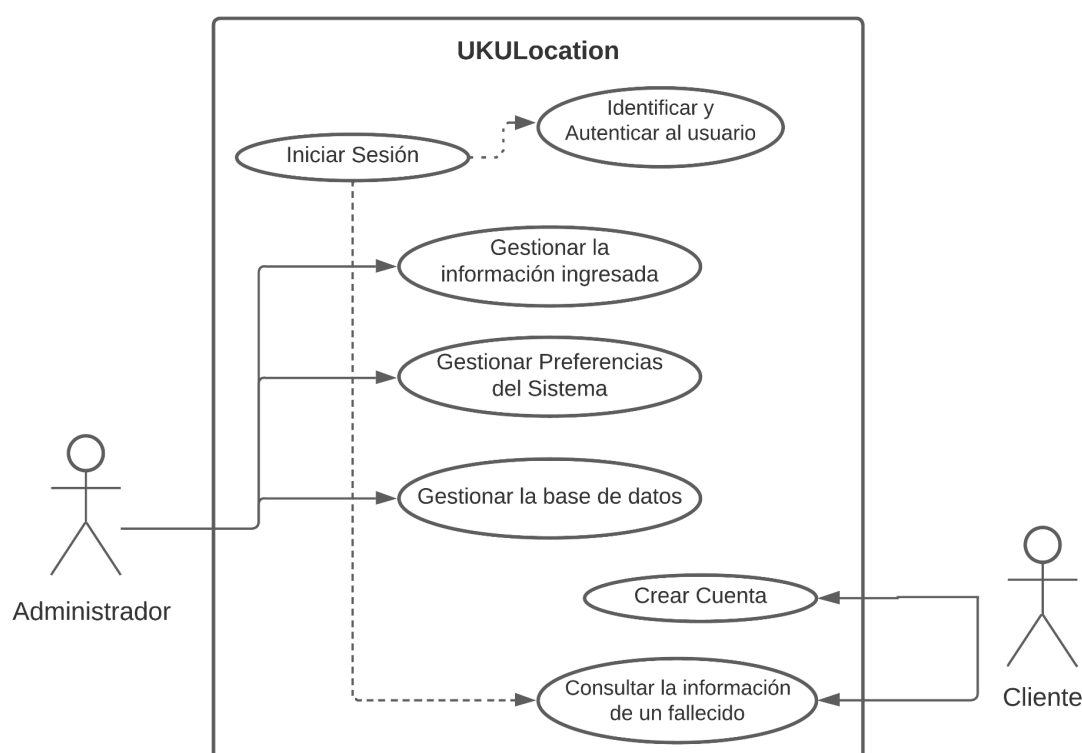 UKULocation
Identificar y
Autenticar al usuario
Iniciar Sesión
Gestionar la
información ingresada
Gestionar Preferencias
del Sistema
Gestionar la base de datos
Administrador
Crear Cuenta
Consultar la información
de un fallecido
Cliente